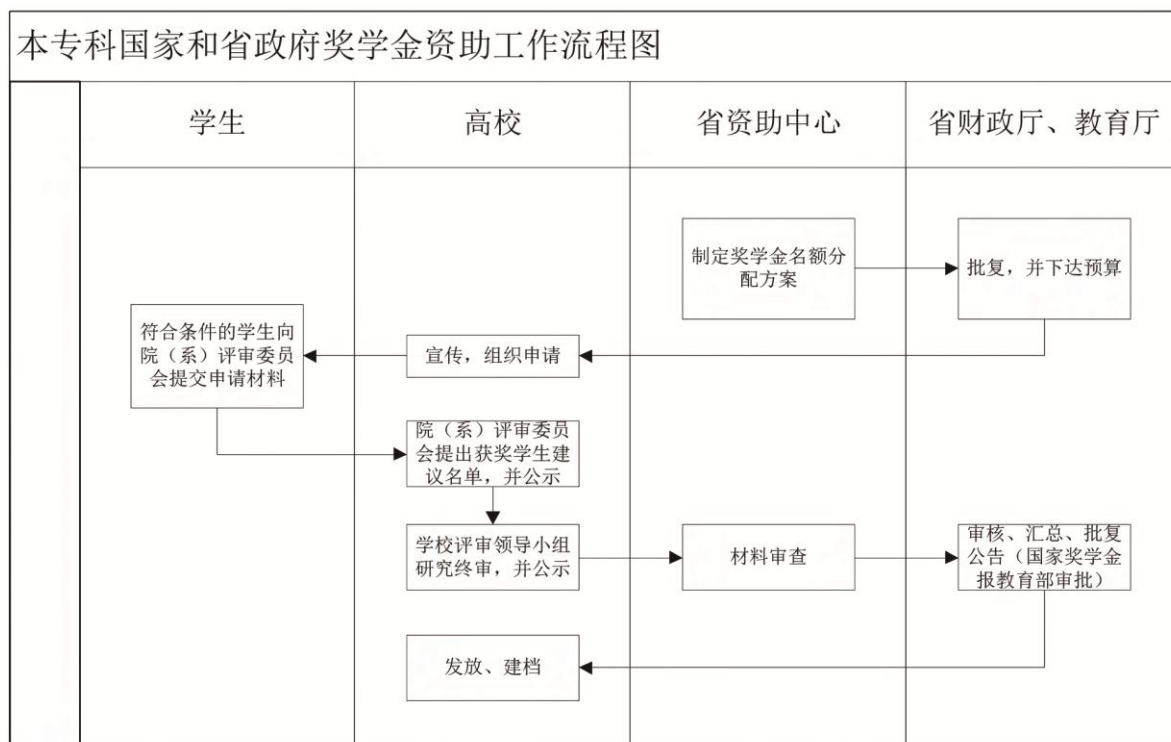 本专科国家和省政府奖学金资助工作流程图
学生
高校
省资助中心
省财政厅、教育厅
制定奖学金名额分
配方案
批复，并下达预算
符合条件的学生向
院（系）评审委员
会提交申请材料
宣传，组织申请
院（系）评审委员
会提出获奖学生建
议名单，并公示
学校评审领导小组
研究终审，并公示
材料审查
审核、汇总、批复
公告（国家奖学金
报教育部审批）
发放、建档